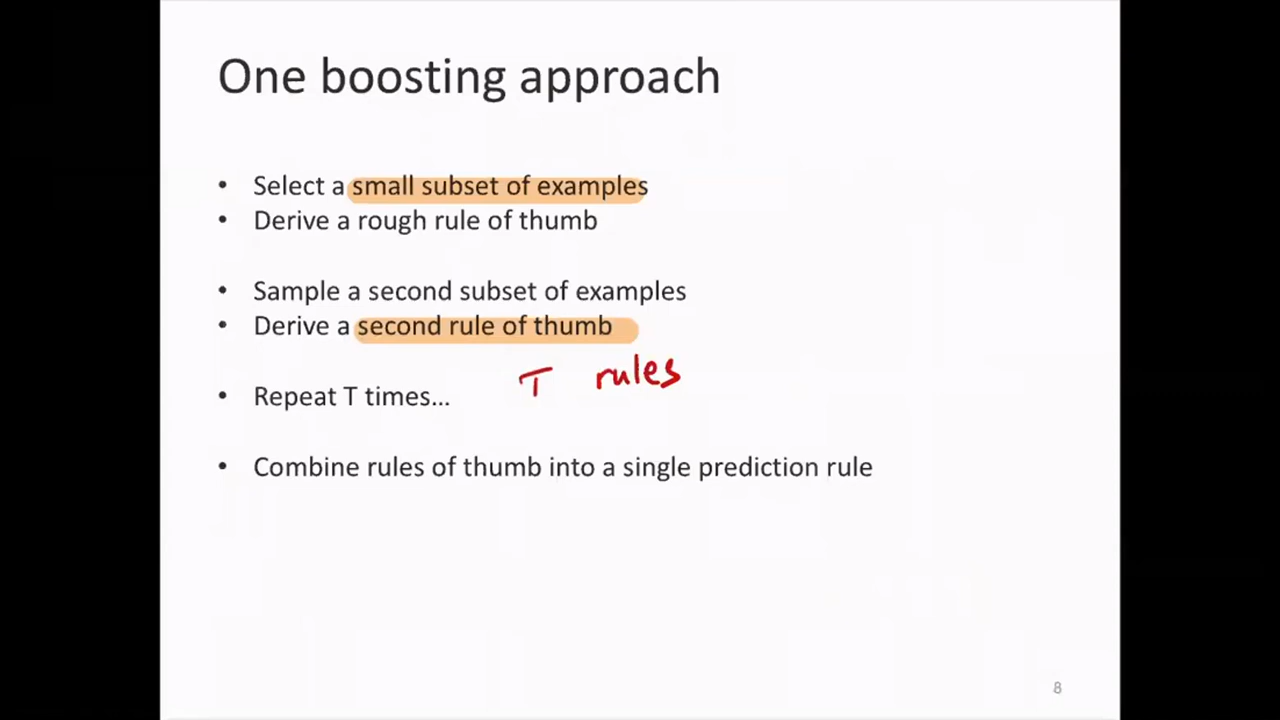 One boosting approach
• Select a small subset of examples
• Derive a rough rule of thumb
• Sample a second subset of examples
• Derive a second rule of thumb
T rules
• Repeat T times...
• Combine rules of thumb into a single prediction rule
8